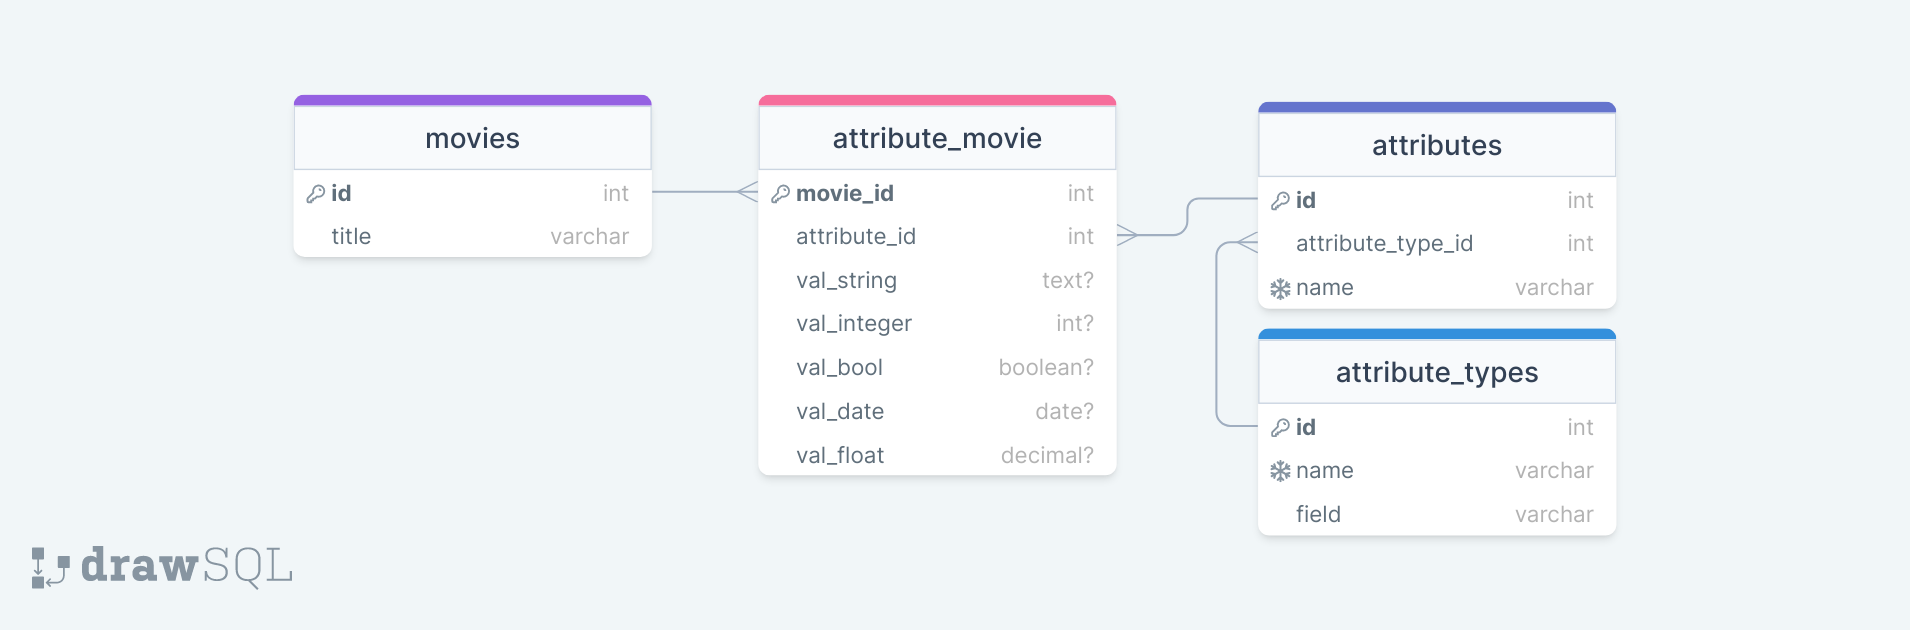 movies
id int
title varchar
attribute_movie
movie_id int
attribute_id int
val_string text?
val_integer int?
val_bool boolean?
val_date date?
val_float decimal?
attributes
id int
attribute_type_id int
name varchar
attribute_types
id int
name varchar
field varchar
drawSQL